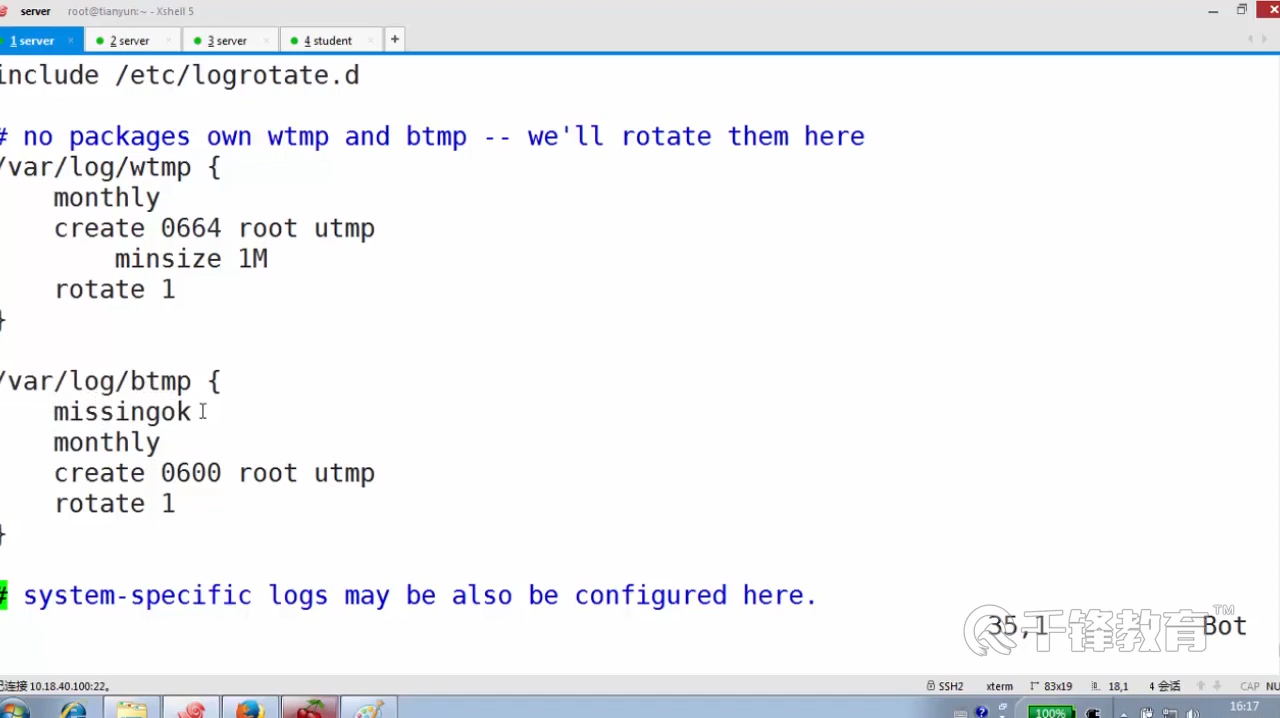 server root@tianyun:~ - Xshell 5
1 server × 2 server × 3 server × 4 student × +
include /etc/logrotate.d
# no packages own wtmp and btmp -- we'll rotate them here
/var/log/wtmp {
monthly
create 0664 root utmp
minsize 1M
rotate 1
}
/var/log/btmp {
missingok
monthly
create 0600 root utmp
rotate 1
}
# system-specific logs may be also be configured here.
35,1 Bot
千锋教育 TM
已连接 10.18.40.100:22。 SSH2 xterm 83x19 18,1 4 会话 CAP NU
100% 16:17